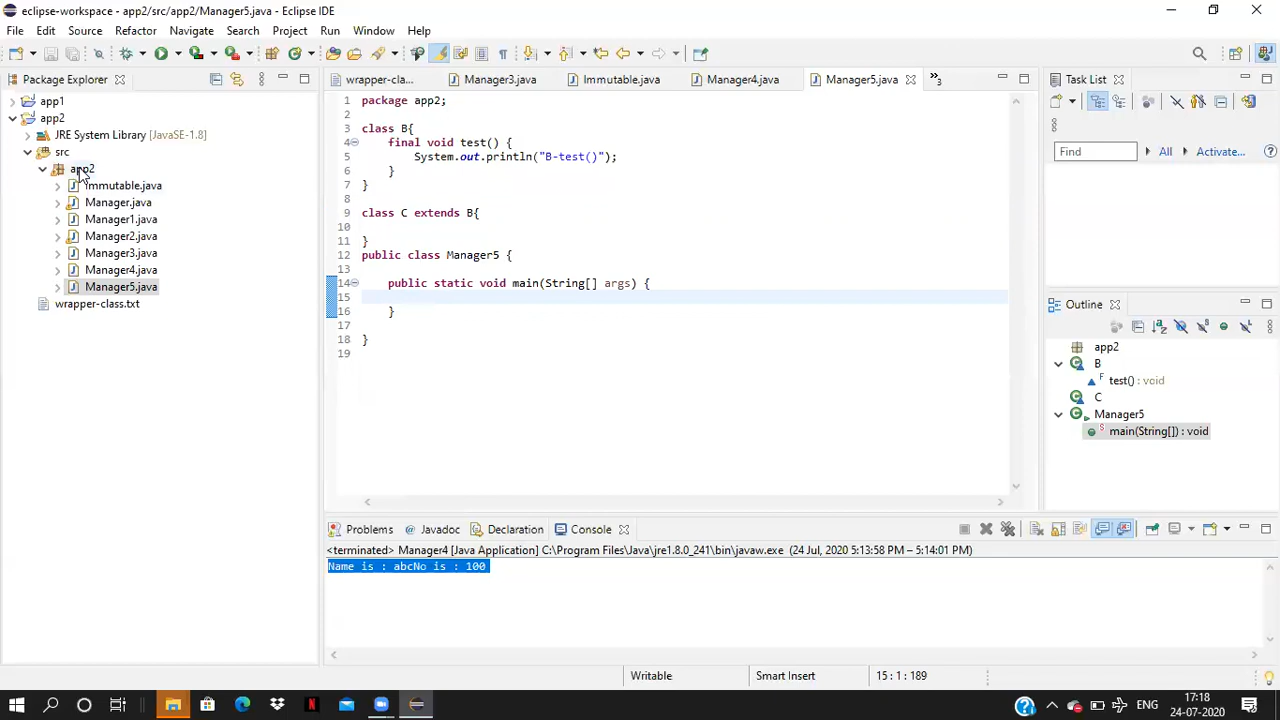 eclipse-workspace - app2/src/app2/Manager5.java - Eclipse IDE
File Edit Source Refactor Navigate Search Project Run Window Help
Package Explorer
app1
app2
JRE System Library [JavaSE-1.8]
src
app2
Immutable.java
Manager.java
Manager1.java
Manager2.java
Manager3.java
Manager4.java
Manager5.java
wrapper-class.txt
wrapper-cla... Manager3.java Immutable.java Manager4.java Manager5.java »3
1 package app2;
2
3 class B{
4 final void test() {
5 System.out.println("B-test()");
6 }
7 }
8
9 class C extends B{
10
11 }
12 public class Manager5 {
13
14 public static void main(String[] args) {
15
16 }
17
18 }
19
Task List
Find All Activate...
Outline
app2
B
test() : void
C
Manager5
main(String[]) : void
Problems Javadoc Declaration Console
<terminated> Manager4 [Java Application] C:\Program Files\Java\jre1.8.0_241\bin\javaw.exe (24 Jul, 2020 5:13:58 PM – 5:14:01 PM)
Name is : abcNo is : 100
Writable Smart Insert 15 : 1 : 189
ENG 17:18
24-07-2020